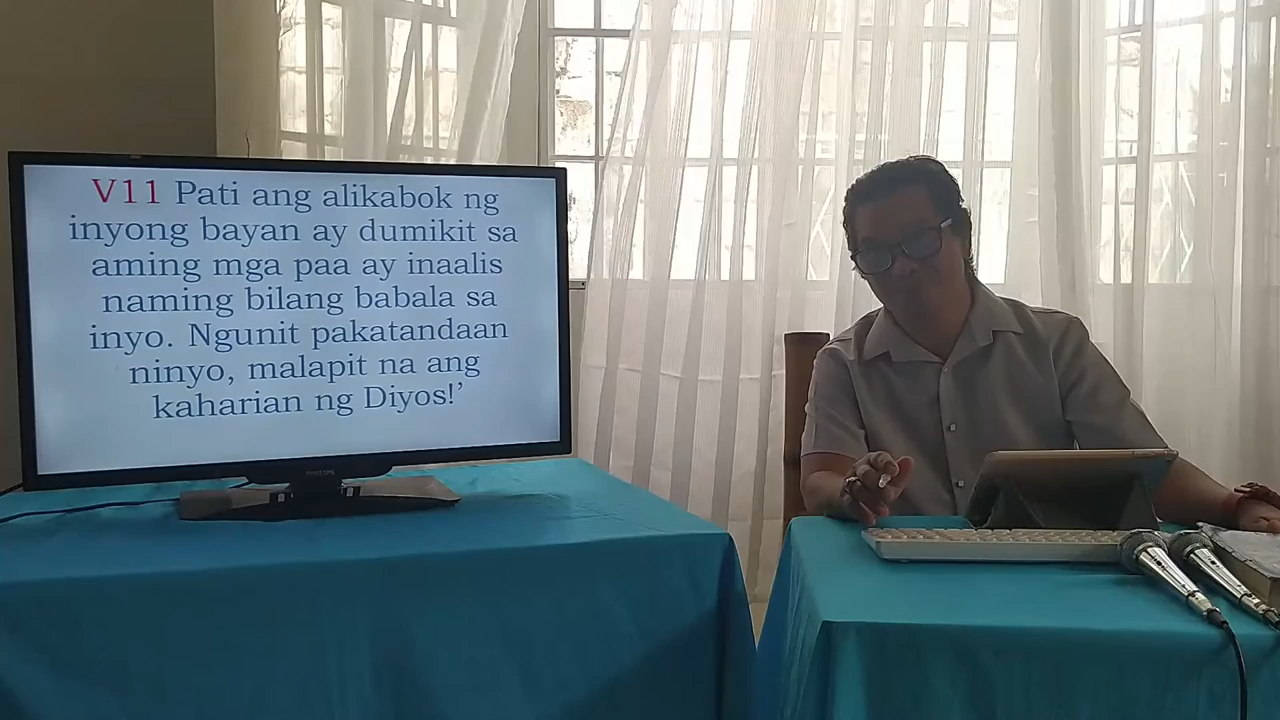 V11 Pati ang alikabok ng
inyong bayan ay dumikit sa
aming mga paa ay inaalis
naming bilang babala sa
inyo. Ngunit pakatandaan
ninyo, malapit na ang
kaharian ng Diyos!’
PHILIPS